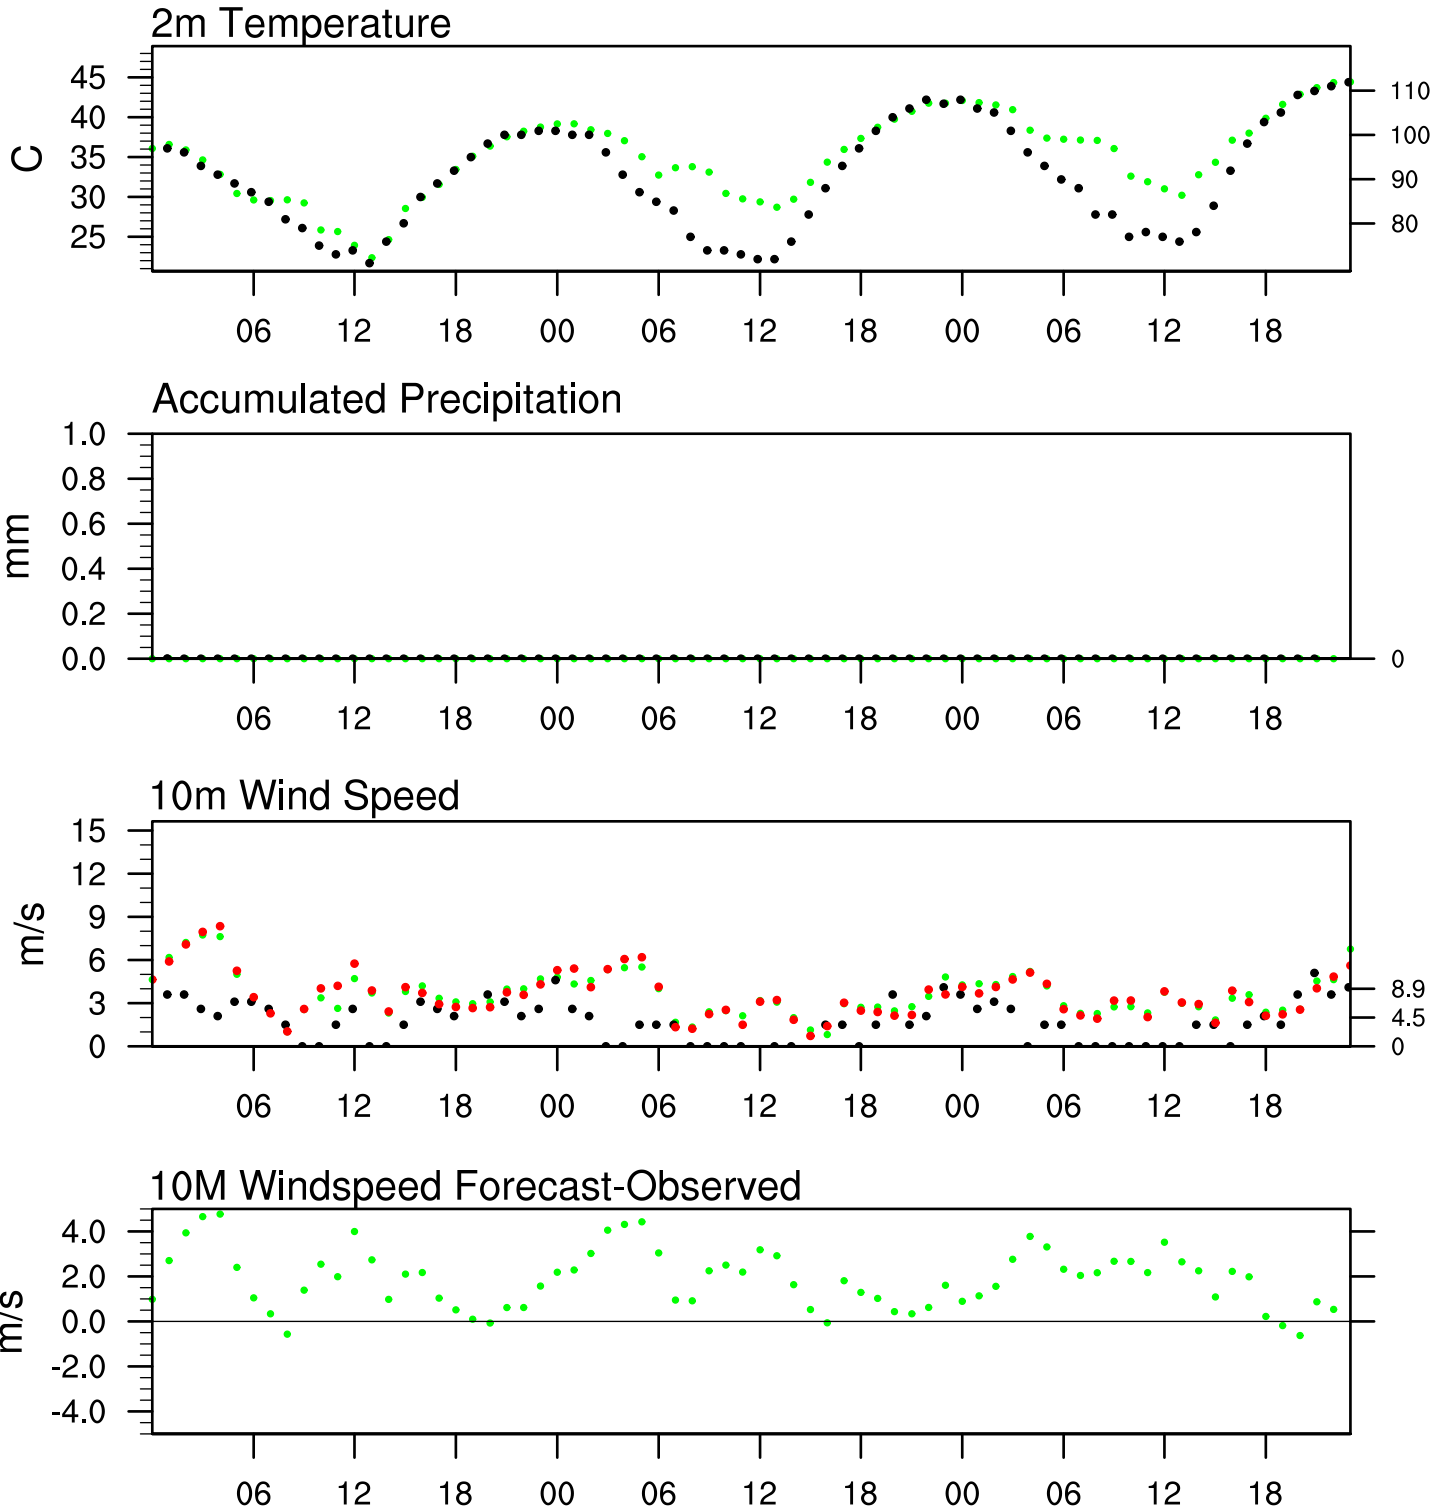 2m Temperature
45
40
35
30
25
C
110
100
90
80
06 12 18 00 06 12 18 00 06 12 18
Accumulated Precipitation
1.0
0.8
0.6
0.4
0.2
0.0
mm
0
06 12 18 00 06 12 18 00 06 12 18
10m Wind Speed
15
12
9
6
3
0
m/s
8.9
4.5
0
06 12 18 00 06 12 18 00 06 12 18
10M Windspeed Forecast-Observed
4.0
2.0
0.0
-2.0
-4.0
m/s
06 12 18 00 06 12 18 00 06 12 18